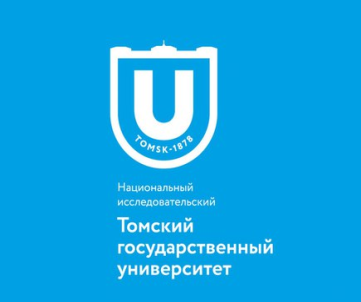 U
TOMSK-1878
Национальный
исследовательский
Томский
государственный
университет